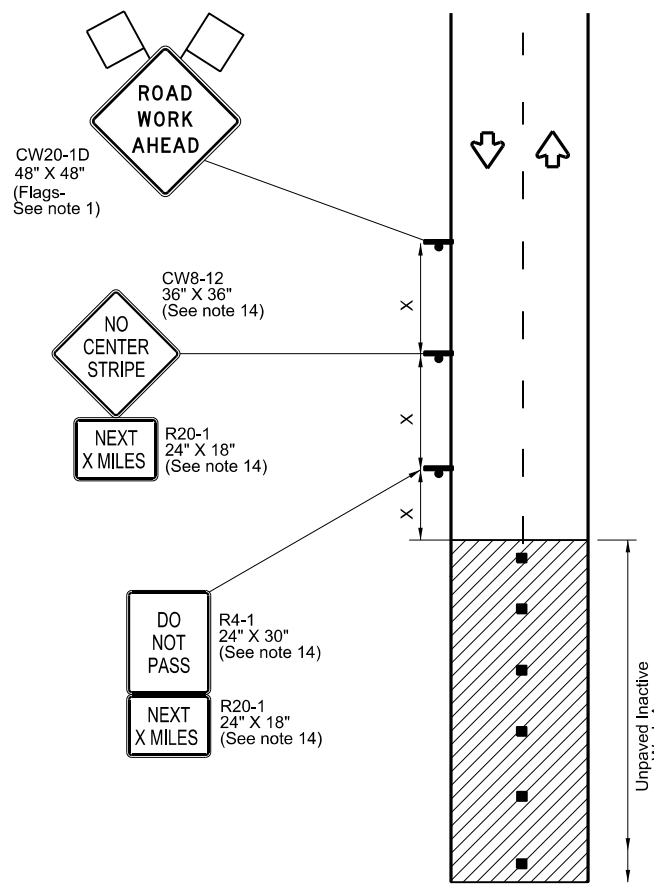 ROAD
WORK
AHEAD
CW20-1D
48" X 48"
(Flags-
See note 1)
CW8-12
36" X 36"
(See note 14)
NO
CENTER
STRIPE
NEXT
X MILES
R20-1
24" X 18"
(See note 14)
X
X
X
DO
NOT
PASS
R4-1
24" X 30"
(See note 14)
NEXT
X MILES
R20-1
24" X 18"
(See note 14)
Unpaved Inactive